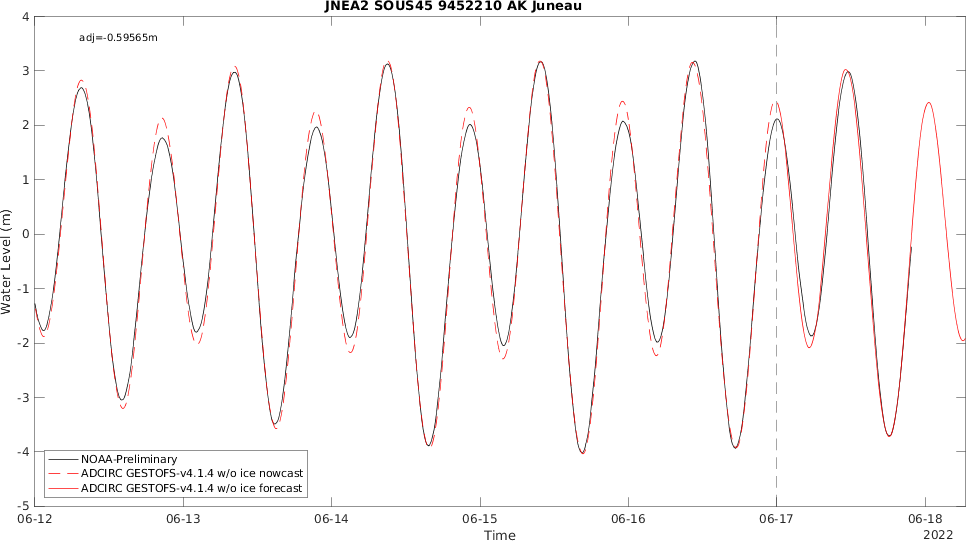 JNEA2 SOUS45 9452210 AK Juneau
adj=-0.59565m
4
3
2
1
0
-1
-2
-3
-4
-5
Water Level (m)
NOAA-Preliminary
ADCIRC GESTOFS-v4.1.4 w/o ice nowcast
ADCIRC GESTOFS-v4.1.4 w/o ice forecast
06-12 06-13 06-14 06-15 06-16 06-17 06-18
Time
2022